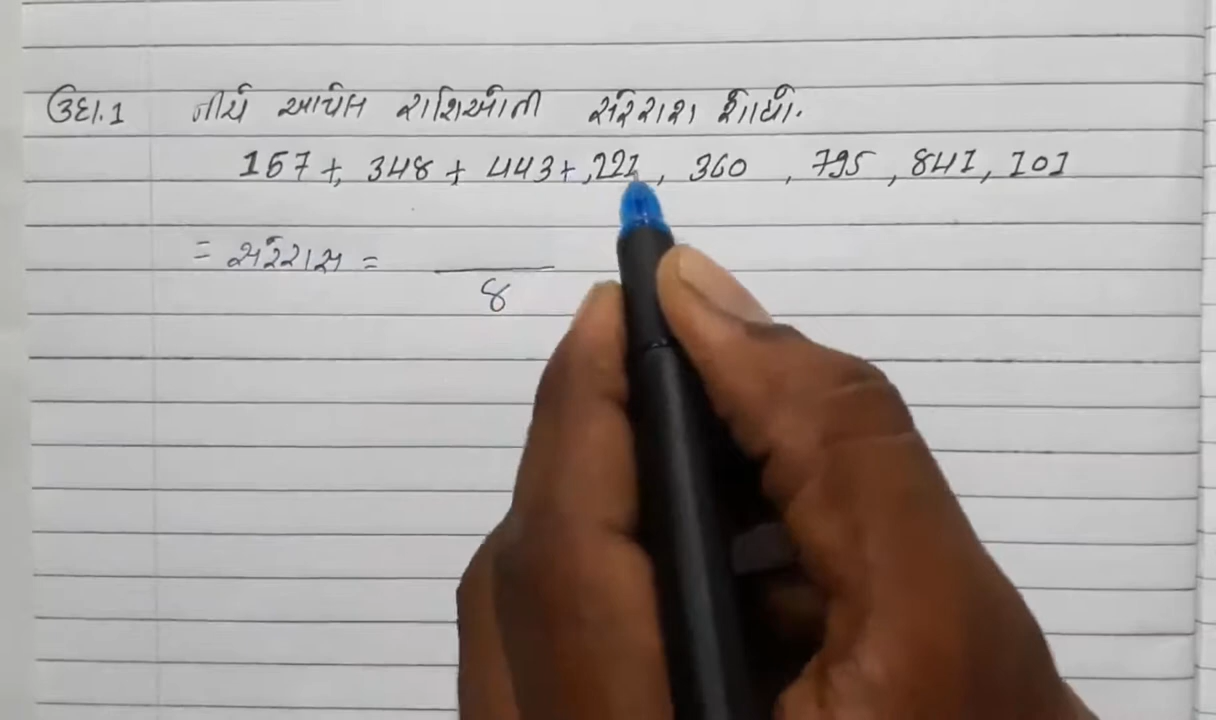 ઉદા.1 નીચે આપેલ રાશિઓની સરેરાશ શોધો.
157+, 348 + 443+, 221, 360 , 795 , 841, 101
= સરેરાશ =
8